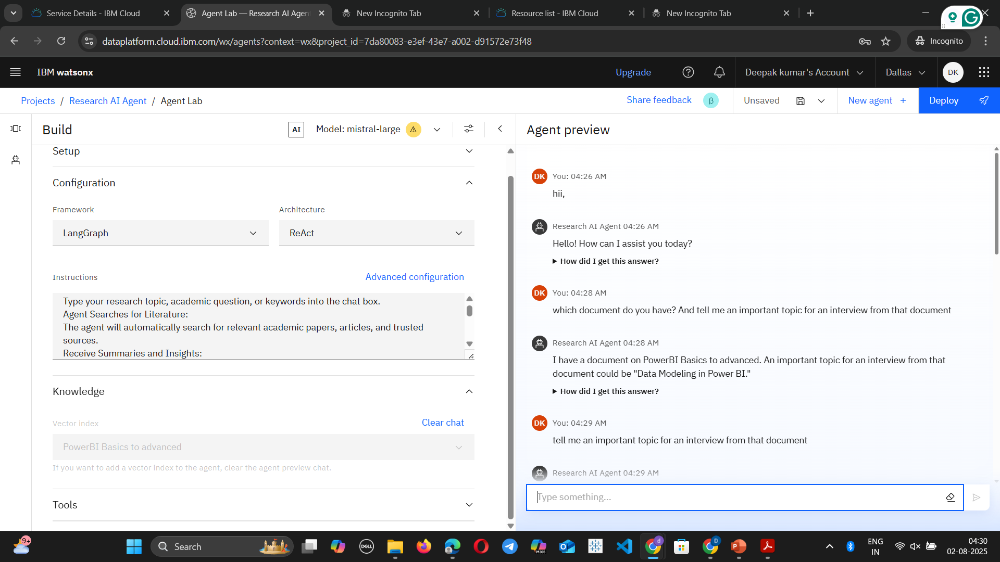 Service Details - IBM Cloud
Agent Lab — Research AI Agen
New Incognito Tab
Resource list - IBM Cloud
New Incognito Tab
dataplatform.cloud.ibm.com/wx/agents?context=wx&project_id=7da80083-e3ef-43e7-a002-d91572e73f48
Incognito
IBM watsonx
Upgrade
Deepak kumar's Account
Dallas
DK
Projects / Research AI Agent / Agent Lab
Share feedback
β
Unsaved
New agent +
Deploy
Build
AI
Model: mistral-large
Agent preview
Setup
Configuration
Framework
Architecture
LangGraph
ReAct
Instructions
Advanced configuration
Type your research topic, academic question, or keywords into the chat box.
Agent Searches for Literature:
The agent will automatically search for relevant academic papers, articles, and trusted
sources.
Receive Summaries and Insights:
Knowledge
Vector index
Clear chat
PowerBI Basics to advanced
If you want to add a vector index to the agent, clear the agent preview chat.
Tools
DK
You: 04:26 AM
hii,
Research AI Agent 04:26 AM
Hello! How can I assist you today?
How did I get this answer?
DK
You: 04:28 AM
which document do you have? And tell me an important topic for an interview from that document
Research AI Agent 04:28 AM
I have a document on PowerBI Basics to advanced. An important topic for an interview from that
document could be "Data Modeling in Power BI."
How did I get this answer?
DK
You: 04:29 AM
tell me an important topic for an interview from that document
Research AI Agent 04:29 AM
Type something...
9+
Search
DELL
M365
d
D
P
ENG
IN
04:30
02-08-2025